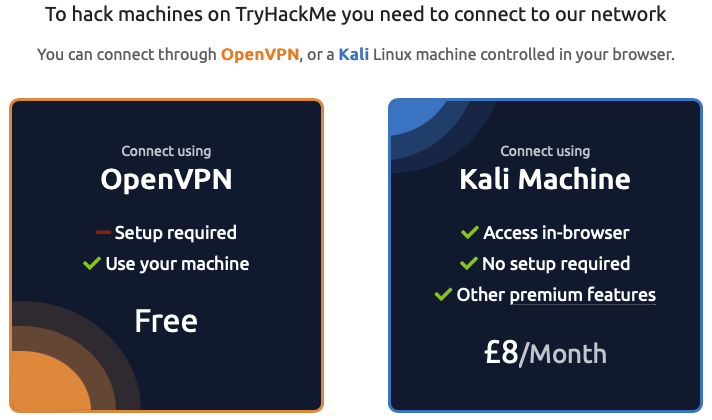 To hack machines on TryHackMe you need to connect to our network
You can connect through OpenVPN, or a Kali Linux machine controlled in your browser.
Connect using
OpenVPN
Setup required
Use your machine
Free
Connect using
Kali Machine
Access in-browser
No setup required
Other premium features
£8/Month